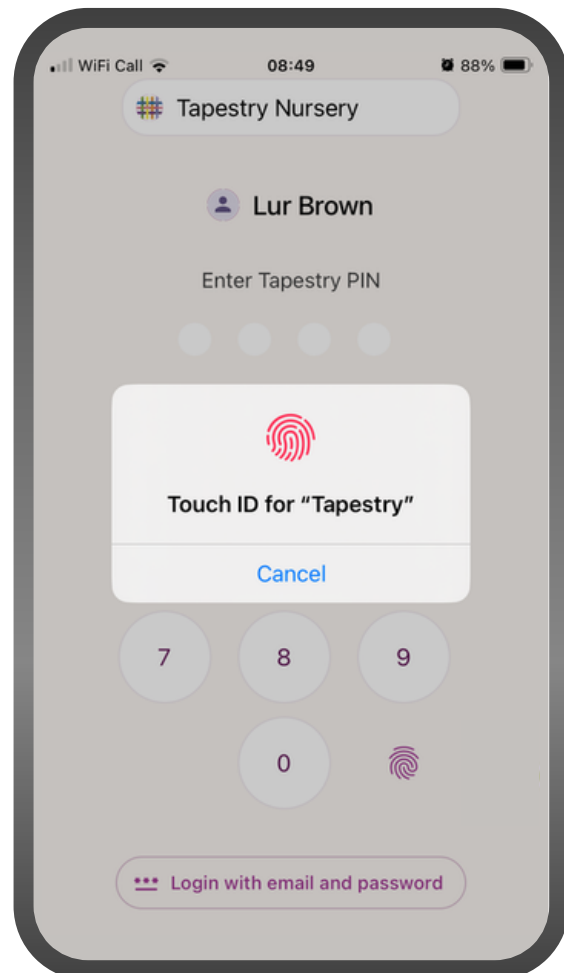 WiFi Call 08:49 88%
Tapestry Nursery
Lur Brown
Enter Tapestry PIN
Touch ID for “Tapestry”
Cancel
7 8 9
0
*** Login with email and password